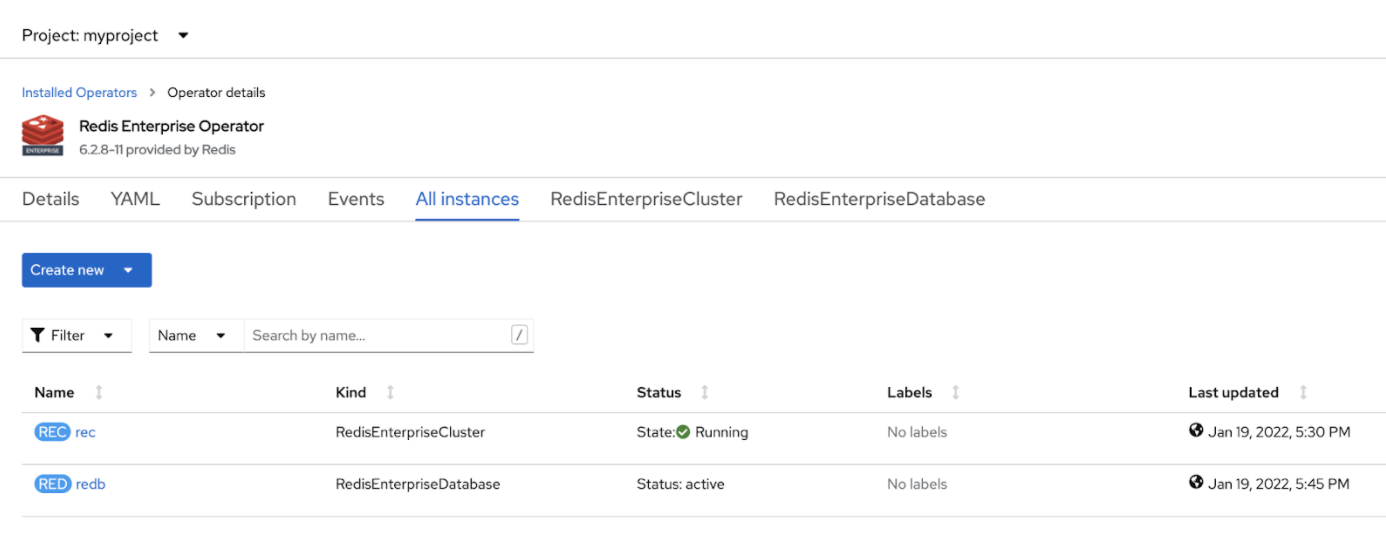 Project: myproject
Installed Operators > Operator details
ENTERPRISE
Redis Enterprise Operator
6.2.8-11 provided by Redis
Details YAML Subscription Events All instances RedisEnterpriseCluster RedisEnterpriseDatabase
Create new
Filter Name Search by name... /
Name Kind Status Labels Last updated
REC rec RedisEnterpriseCluster State: Running No labels Jan 19, 2022, 5:30 PM
RED redb RedisEnterpriseDatabase Status: active No labels Jan 19, 2022, 5:45 PM